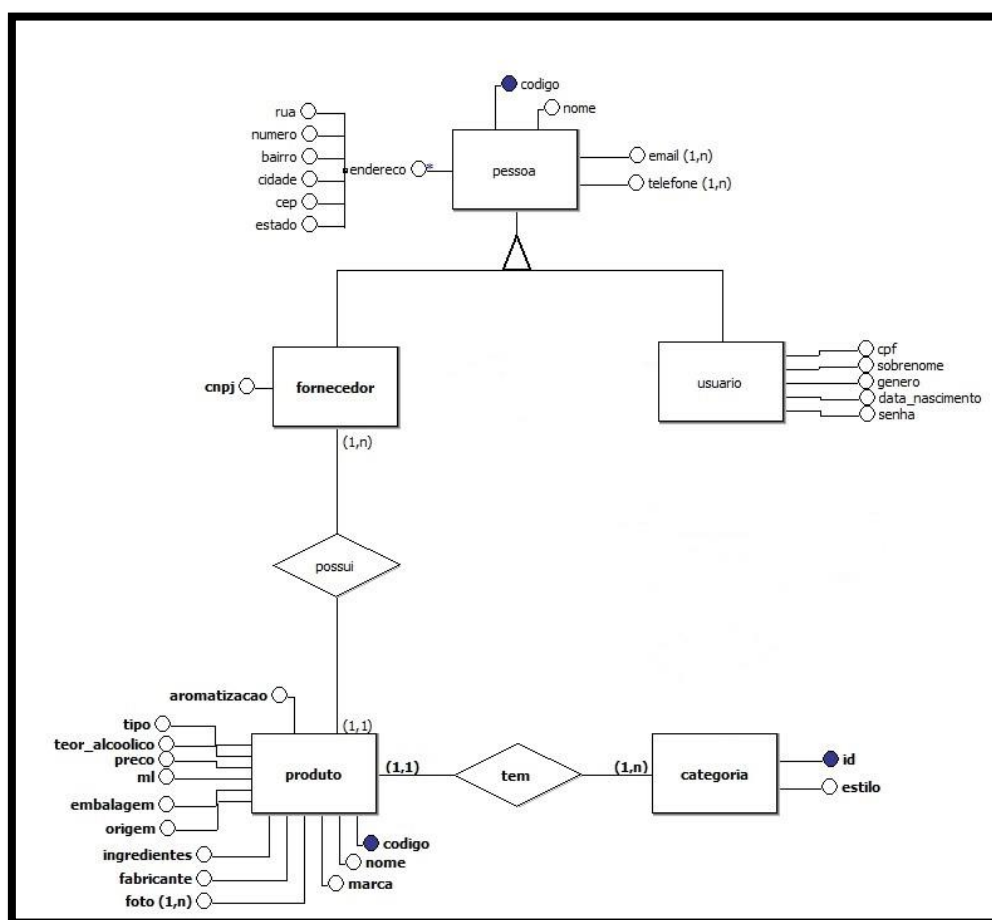 codigo
nome
rua
numero
bairro
cidade
cep
estado
endereco *
pessoa
email (1,n)
telefone (1,n)
cnpj
fornecedor
usuario
cpf
sobrenome
genero
data_nascimento
senha
(1,n)
possui
aromatizacao
tipo
teor_alcoolico
preco
ml
embalagem
origem
ingredientes
fabricante
foto (1,n)
(1,1)
produto
(1,1)
tem
(1,n)
categoria
id
estilo
codigo
nome
marca